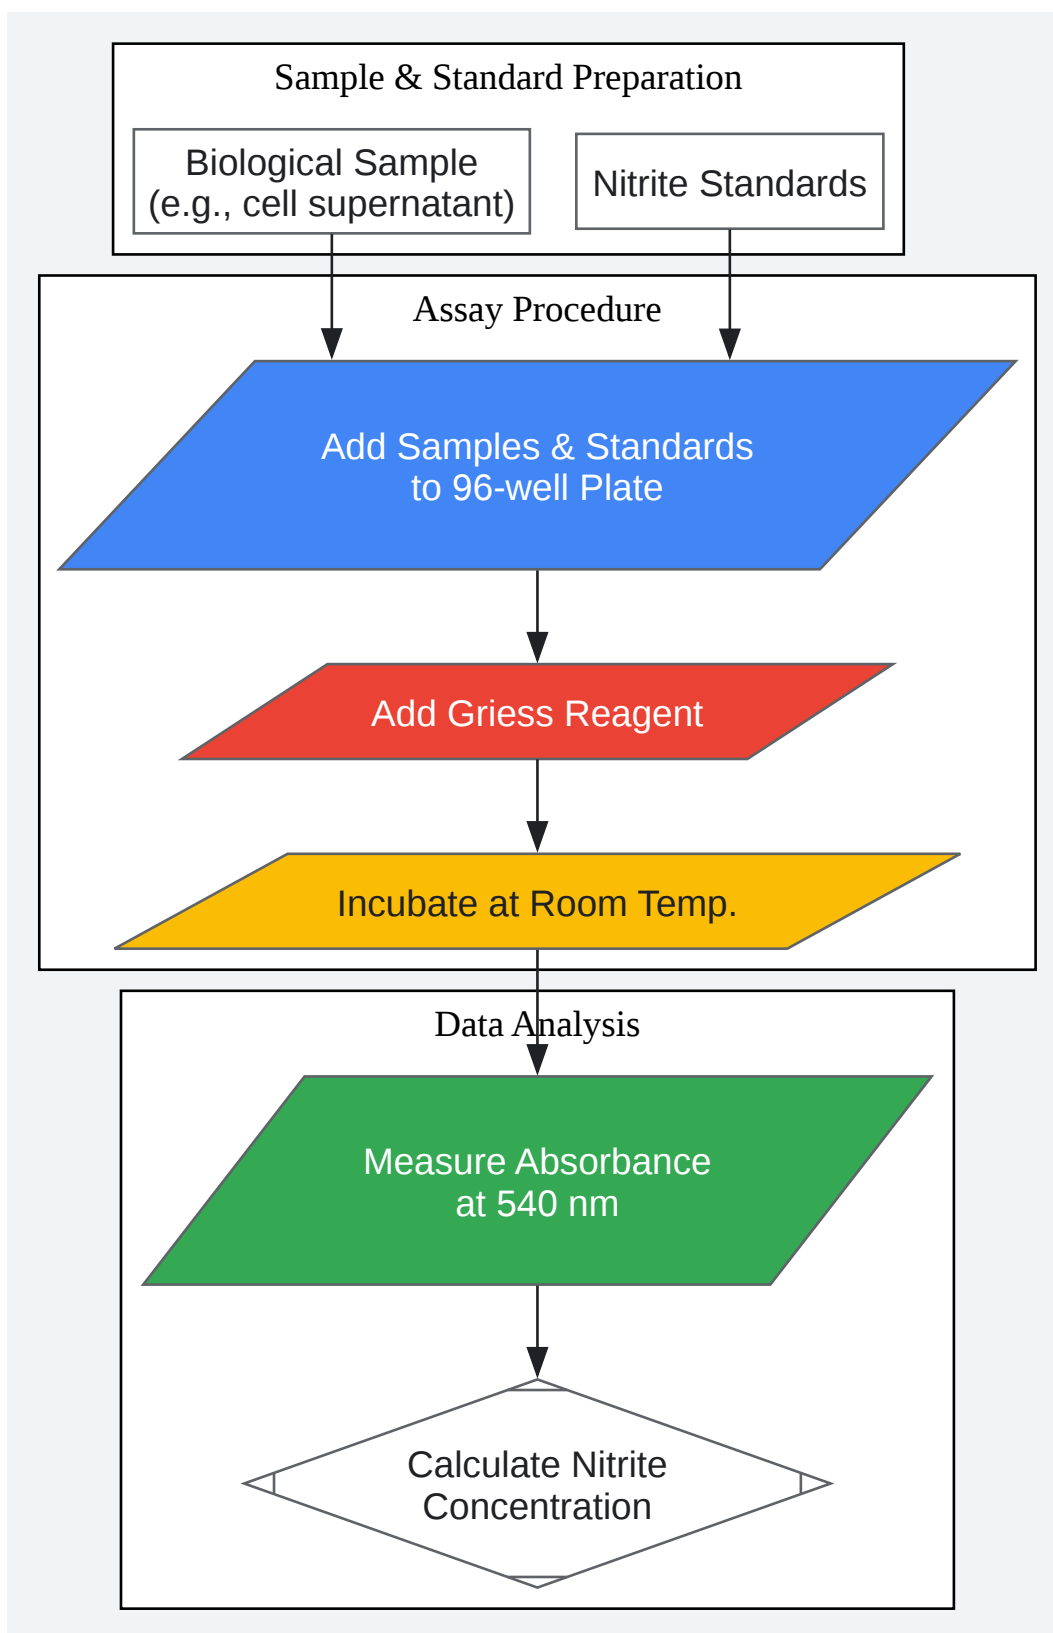 Sample & Standard Preparation
Biological Sample
(e.g., cell supernatant)
Nitrite Standards
Assay Procedure
Add Samples & Standards
to 96-well Plate
Add Griess Reagent
Incubate at Room Temp.
Data Analysis
Measure Absorbance
at 540 nm
Calculate Nitrite
Concentration